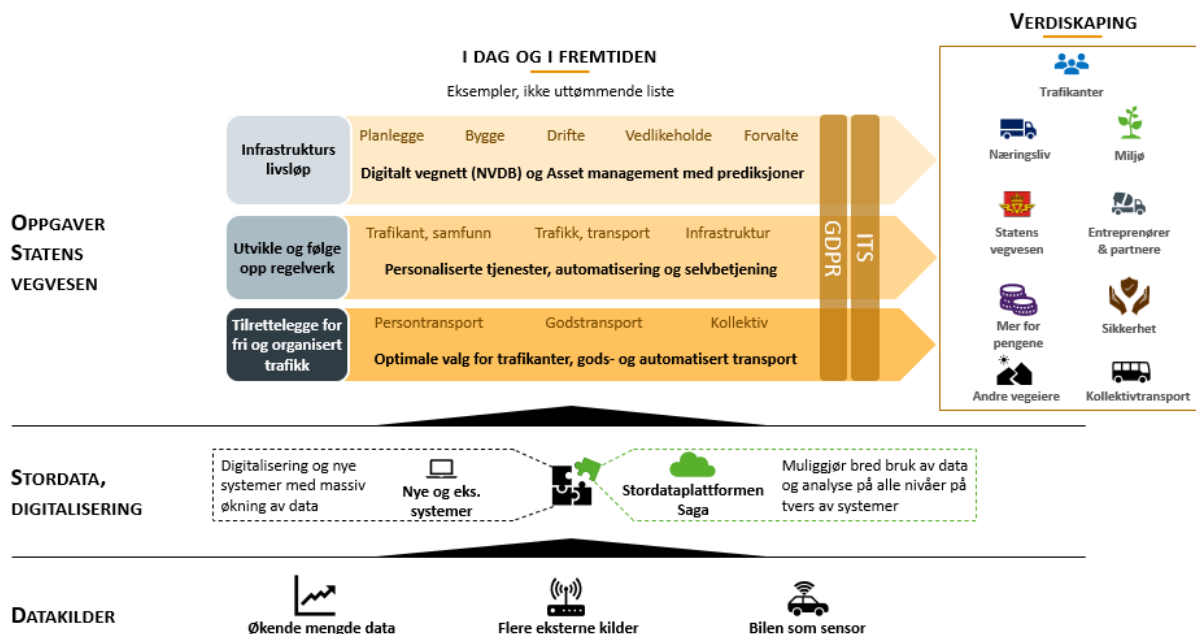 VERDISKAPING
I DAG OG I FREMTIDEN
Eksempler, ikke uttømmende liste
Trafikanter
Næringsliv
Miljø
Statens
vegvesen
Entreprenører
& partnere
Mer for
pengene
Sikkerhet
Andre vegeiere
Kollektivtransport
OPPGAVER
STATENS
VEGVESEN
Infrastrukturs
livsløp
Planlegge Bygge Drifte Vedlikeholde Forvalte
Digitalt vegnett (NVDB) og Asset management med prediksjoner
Utvikle og følge
opp regelverk
Trafikant, samfunn Trafikk, transport Infrastruktur
Personaliserte tjenester, automatisering og selvbetjening
Tilrettelegge for
fri og organisert
trafikk
Persontransport Godstransport Kollektiv
Optimale valg for trafikanter, gods- og automatisert transport
GDPR
ITS
STORDATA,
DIGITALISERING
Digitalisering og nye
systemer med massiv
økning av data
Nye og eks.
systemer
Stordataplattformen
Saga
Muliggjør bred bruk av data
og analyse på alle nivåer på
tvers av systemer
DATAKILDER
Økende mengde data
Flere eksterne kilder
Bilen som sensor